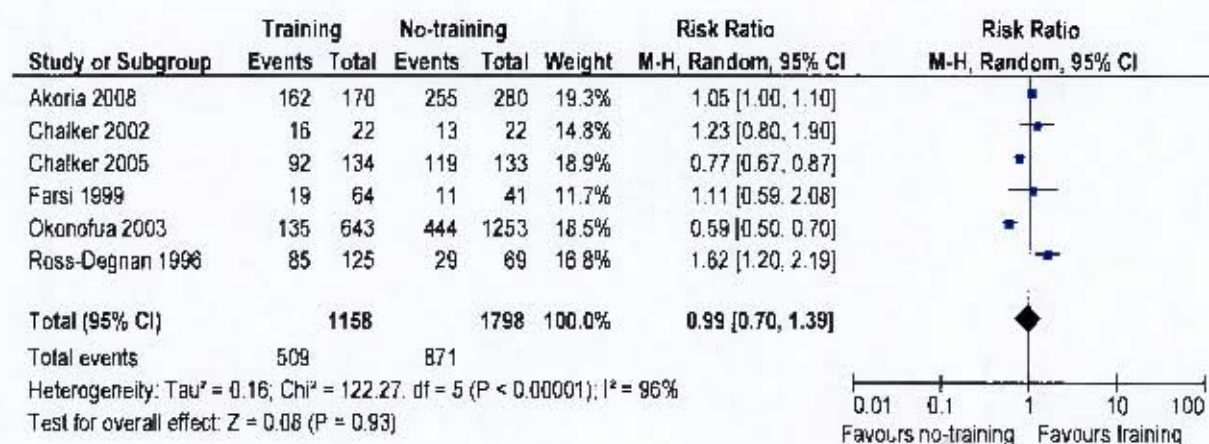 Training No-training Risk Ratio Risk Ratio
Study or Subgroup Events Total Events Total Weight M-H, Random, 95% CI M-H, Random, 95% CI
Akoria 2008 162 170 255 280 19.3% 1.05 [1.00, 1.10]
Chalker 2002 16 22 13 22 14.8% 1.23 [0.80, 1.90]
Chalker 2005 92 134 119 133 18.9% 0.77 [0.67, 0.87]
Farsi 1999 19 64 11 41 11.7% 1.11 [0.59, 2.08]
Okonofua 2003 135 643 444 1253 18.5% 0.59 [0.50, 0.70]
Ross-Degnan 1996 85 125 29 69 16.8% 1.62 [1.20, 2.19]
Total (95% CI) 1158 1798 100.0% 0.99 [0.70, 1.39]
Total events 509 871
Heterogeneity: Tau² = 0.16; Chi² = 122.27, df = 5 (P < 0.00001); I² = 96%
Test for overall effect: Z = 0.08 (P = 0.93)
0.01 0.1 1 10 100
Favours no-training Favours training